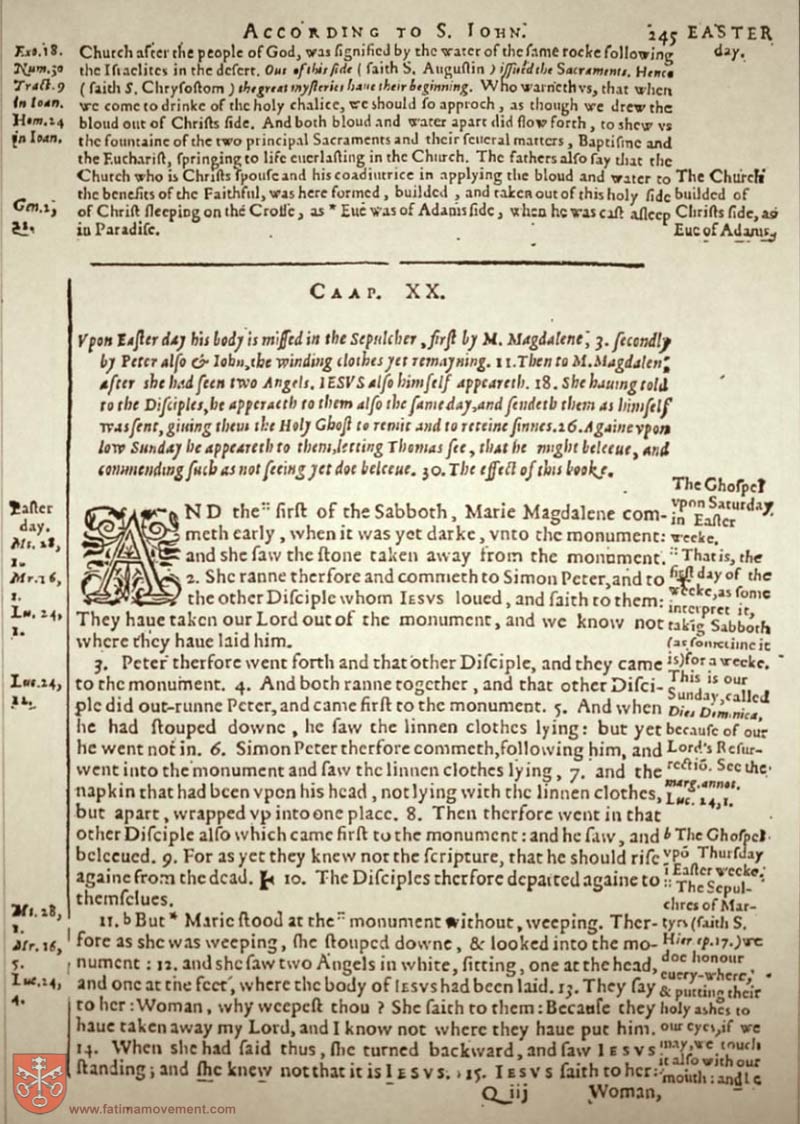 ACCORDING TO S. IOHN.
245 EASTER
day.
Exo. 18.
Num. 30
Tract. 9
in Ioan.
Hom. 24
in Ioan.
Gen. 2,
21.
Church after the people of God, was ſignified by the water of the ſame rocke following
the Iſraelites in the deſert. Out of this ſide (ſaith S. Auguſtin) iſſued the Sacraments. Hence
(ſaith S. Chryſoſtom) the great myſteries haue their beginning. Who warneth vs, that when
we come to drinke of the holy chalice, we ſhould ſo approch, as though we drew the
bloud out of Chriſts ſide. And both bloud and water apart did flow forth, to ſhew vs
the fountaine of the two principal Sacraments and their ſeueral matters, Baptiſme and
the Euchariſt, ſpringing to life euerlaſting in the Church. The fathers alſo ſay that the
Church who is Chriſts ſpouſe and his coadiutrice in applying the bloud and water to
the benefits of the Faithful, was here formed, builded, and taken out of this holy ſide
of Chriſt ſleeping on the Croſſe, as * Eue was of Adams ſide, when he was caſt aſleep
in Paradiſe.
The Church
builded of
Chriſts ſide, as
Eue of Adams,
CAAP. XX.
Vpon Eaſter day his body is miſſed in the Sepulcher, firſt by M. Magdalene, 3. ſecondly
by Peter alſo & Iohn, the winding clothes yet remayning. 11. Then to M. Magdalen,
after she had ſeen two Angels. IESVS alſo himſelf appeareth. 18. She hauing told
to the Diſciples, he apperaeth to them alſo the ſame day, and ſendeth them as himſelf
was ſent, giuing them the Holy Ghoſt to remit and to reteine ſinnes. 26. Againe vpon
low Sunday he appeareth to them, letting Thomas ſee, that he might beleeue, and
commending ſuch as not ſeeing yet doe beleeue. 30. The effect of this booke.
Eaſter
day.
Mt. 28,
1.
Mr. 16,
1.
Lu. 24,
1.
Luc. 24,
12.
Mt. 28,
1.
Mr. 16,
5.
Luc. 24,
4.
AND the :: firſt of the Sabboth, Marie Magdalene com-
meth early, when it was yet darke, vnto the monument:
and ſhe ſaw the ſtone taken away from the monument.
2. She ranne therfore and commeth to Simon Peter, and to
the other Diſciple whom IESVS loued, and ſaith to them:
They haue taken our Lord out of the monument, and we know not
where they haue laid him.
3. Peter therfore went forth and that other Diſciple, and they came
to the monument. 4. And both ranne together, and that other Diſci-
ple did out-runne Peter, and came firſt to the monument. 5. And when
he had ſtouped downe, he ſaw the linnen clothes lying: but yet
he went not in. 6. Simon Peter therfore commeth, following him, and
went into the monument and ſaw the linnen clothes lying, 7. and the
napkin that had been vpon his head, not lying with the linnen clothes,
but apart, wrapped vp into one place. 8. Then therfore went in that
other Diſciple alſo which came firſt to the monument: and he ſaw, and
beleeued. 9. For as yet they knew not the ſcripture, that he should riſe
againe from the dead. 10. The Diſciples therfore departed againe to
themſelues.
11. b But * Marie ſtood at the :: monument without, weeping. Ther-
fore as ſhe was weeping, ſhe ſtouped downe, & looked into the mo-
nument: 12. and ſhe ſaw two Angels in white, ſitting, one at the head,
and one at the feet, where the body of IESVS had been laid. 13. They ſay
to her: Woman, why weepeſt thou? She ſaith to them: Becauſe they
haue taken away my Lord, and I know not where they haue put him.
14. When ſhe had ſaid thus, ſhe turned backward, and ſaw IESVS
ſtanding; and ſhe knew not that it is IESVS. 15. IESVS ſaith to her:
The Ghoſpel
vpon Saturday
in Eaſter
weeke.
:: That is, the
firſt day of the
weeke, as ſome
interpret it,
takīg Sabboth
(as ſometime it
is) for a weeke.
This is our
Sunday, called
Dies Dominica,
becauſe of our
Lord's Reſur-
rectiō. See the
marg. annot.
Luc. 24, 1.
b The Ghoſpel
vpō Thurſday
ī Eaſter weeke.
:: The Sepul-
chres of Mar-
tyrs (ſaith S.
Hier ep. 17.) we
doe honour
euery-where,
& putting their
holy ashes to
our eyes, if we
may, we touch
it alſo with our
mouth: and le
Q iij
Woman,
www.fatimamovement.com